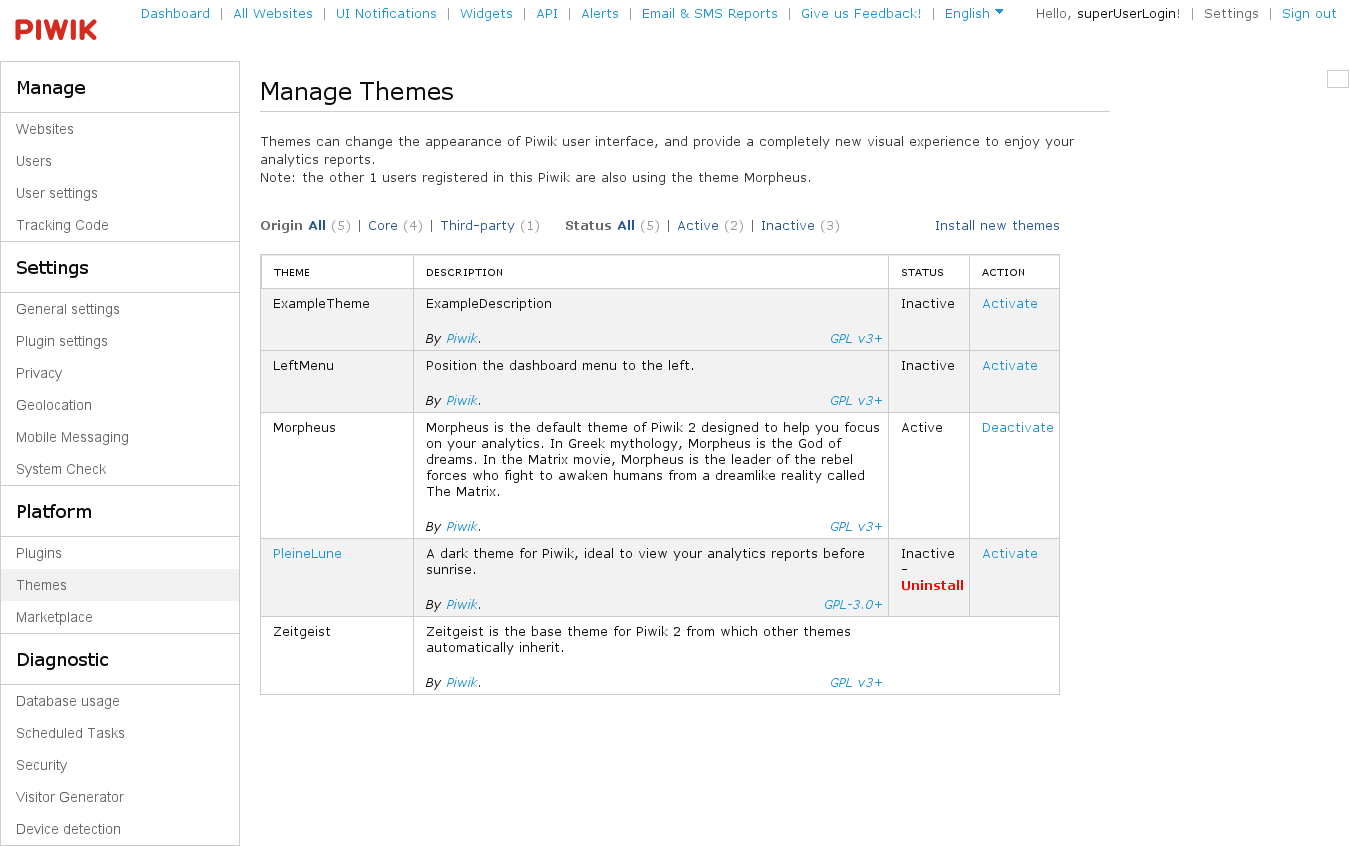 PIWIK
Dashboard | All Websites | UI Notifications | Widgets | API | Alerts | Email & SMS Reports | Give us Feedback! | English
Hello, superUserLogin! | Settings | Sign out
Manage
Websites
Users
User settings
Tracking Code
Settings
General settings
Plugin settings
Privacy
Geolocation
Mobile Messaging
System Check
Platform
Plugins
Themes
Marketplace
Diagnostic
Database usage
Scheduled Tasks
Security
Visitor Generator
Device detection
Manage Themes
Themes can change the appearance of Piwik user interface, and provide a completely new visual experience to enjoy your
analytics reports.
Note: the other 1 users registered in this Piwik are also using the theme Morpheus.
Origin All (5) | Core (4) | Third-party (1) Status All (5) | Active (2) | Inactive (3) Install new themes
THEME DESCRIPTION STATUS ACTION
ExampleTheme ExampleDescription Inactive Activate
By Piwik. GPL v3+
LeftMenu Position the dashboard menu to the left. Inactive Activate
By Piwik. GPL v3+
Morpheus Morpheus is the default theme of Piwik 2 designed to help you focus Active Deactivate
on your analytics. In Greek mythology, Morpheus is the God of
dreams. In the Matrix movie, Morpheus is the leader of the rebel
forces who fight to awaken humans from a dreamlike reality called
The Matrix.
By Piwik. GPL v3+
PleineLune A dark theme for Piwik, ideal to view your analytics reports before Inactive Activate
sunrise. -
Uninstall
By Piwik. GPL-3.0+
Zeitgeist Zeitgeist is the base theme for Piwik 2 from which other themes
automatically inherit.
By Piwik. GPL v3+